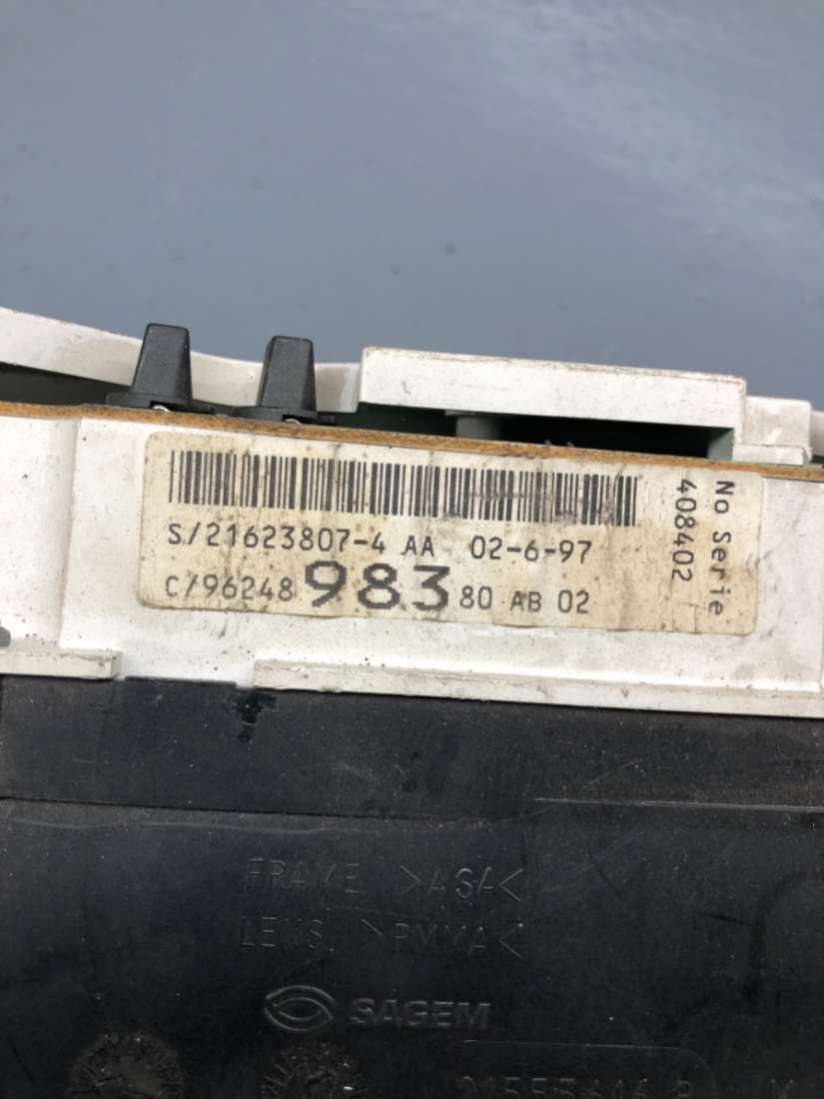 S/21623807-4 AA 02-6-97
C/96248 983 80 AB 02
No Serie
408402
FRAME >ASA<
LENS >PMMA<
SAGEM